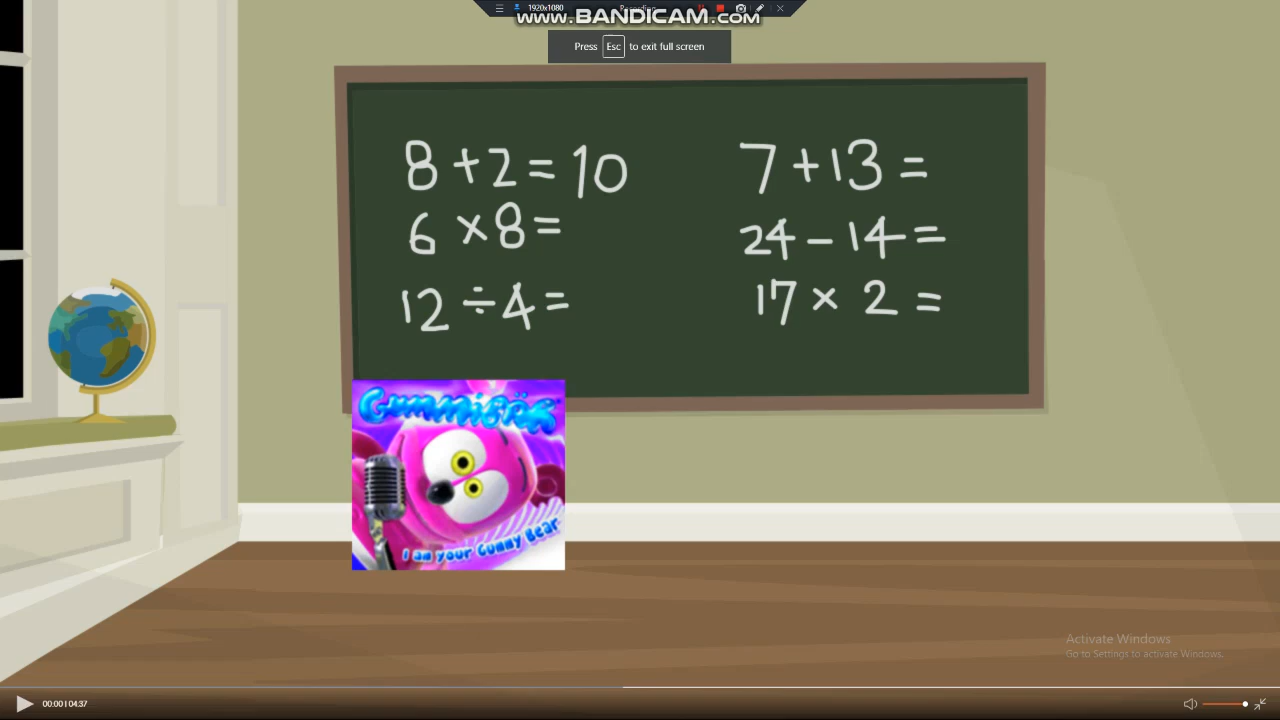 1920x1080
Recording
www.BANDICAM.COM
Press Esc to exit full screen
8+2=10
6×8=
12÷4=
7+13=
24-14=
17×2=
Gummibär
I am your Gummy Bear
Activate Windows
Go to Settings to activate Windows.
00:00 | 04:37